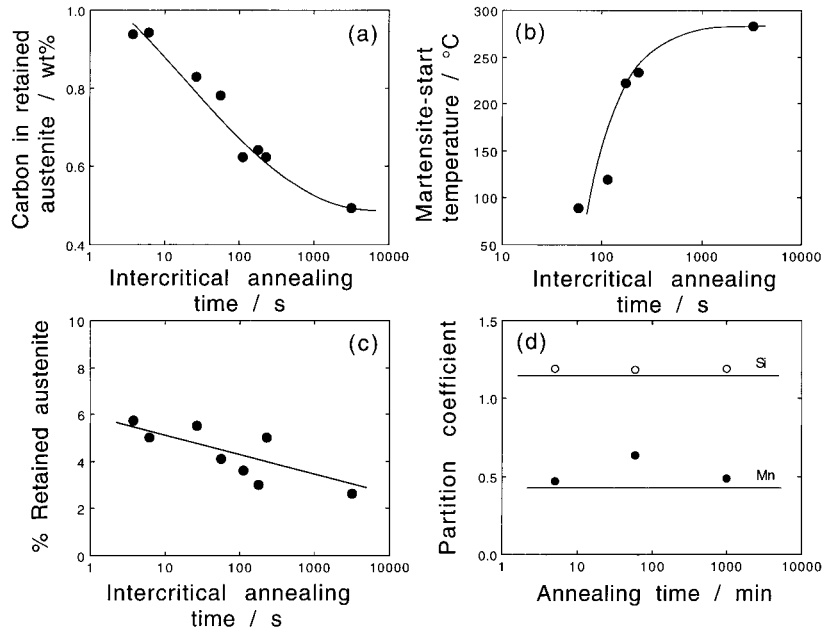 (a)
Carbon in retained
austenite / wt%
1.0
0.8
0.6
0.4
1 10 100 1000 10000
Intercritical annealing
time / s
(b)
Martensite-start
temperature / °C
300
250
200
150
100
50
1 10 100 1000 10000
Intercritical annealing
time / s
(c)
% Retained austenite
10
8
6
4
2
0
1 10 100 1000 10000
Intercritical annealing
time / s
(d)
Partition coefficient
1.5
1.0
0.5
0.0
Si
Mn
1 10 100 1000 10000
Annealing time / min